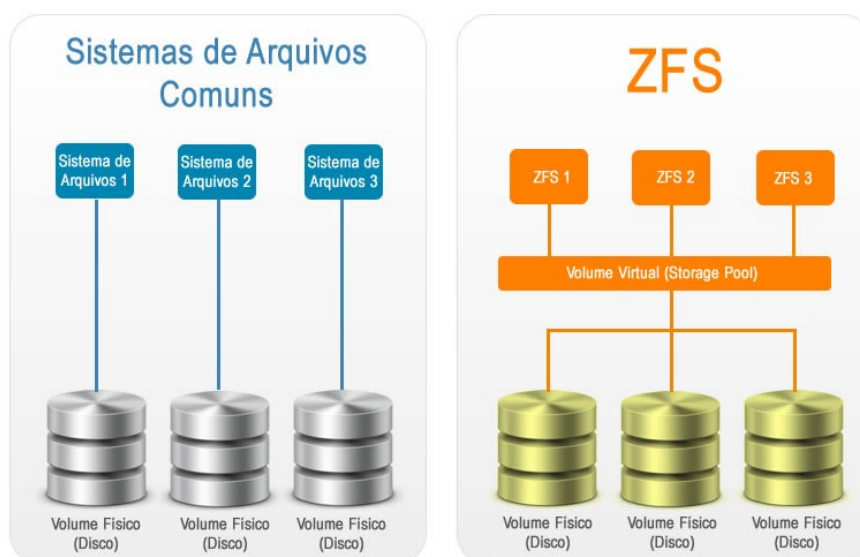 Sistemas de Arquivos
Comuns
Sistema de
Arquivos 1
Sistema de
Arquivos 2
Sistema de
Arquivos 3
Volume Físico
(Disco)
Volume Físico
(Disco)
Volume Físico
(Disco)
ZFS
ZFS 1
ZFS 2
ZFS 3
Volume Virtual (Storage Pool)
Volume Físico
(Disco)
Volume Físico
(Disco)
Volume Físico
(Disco)